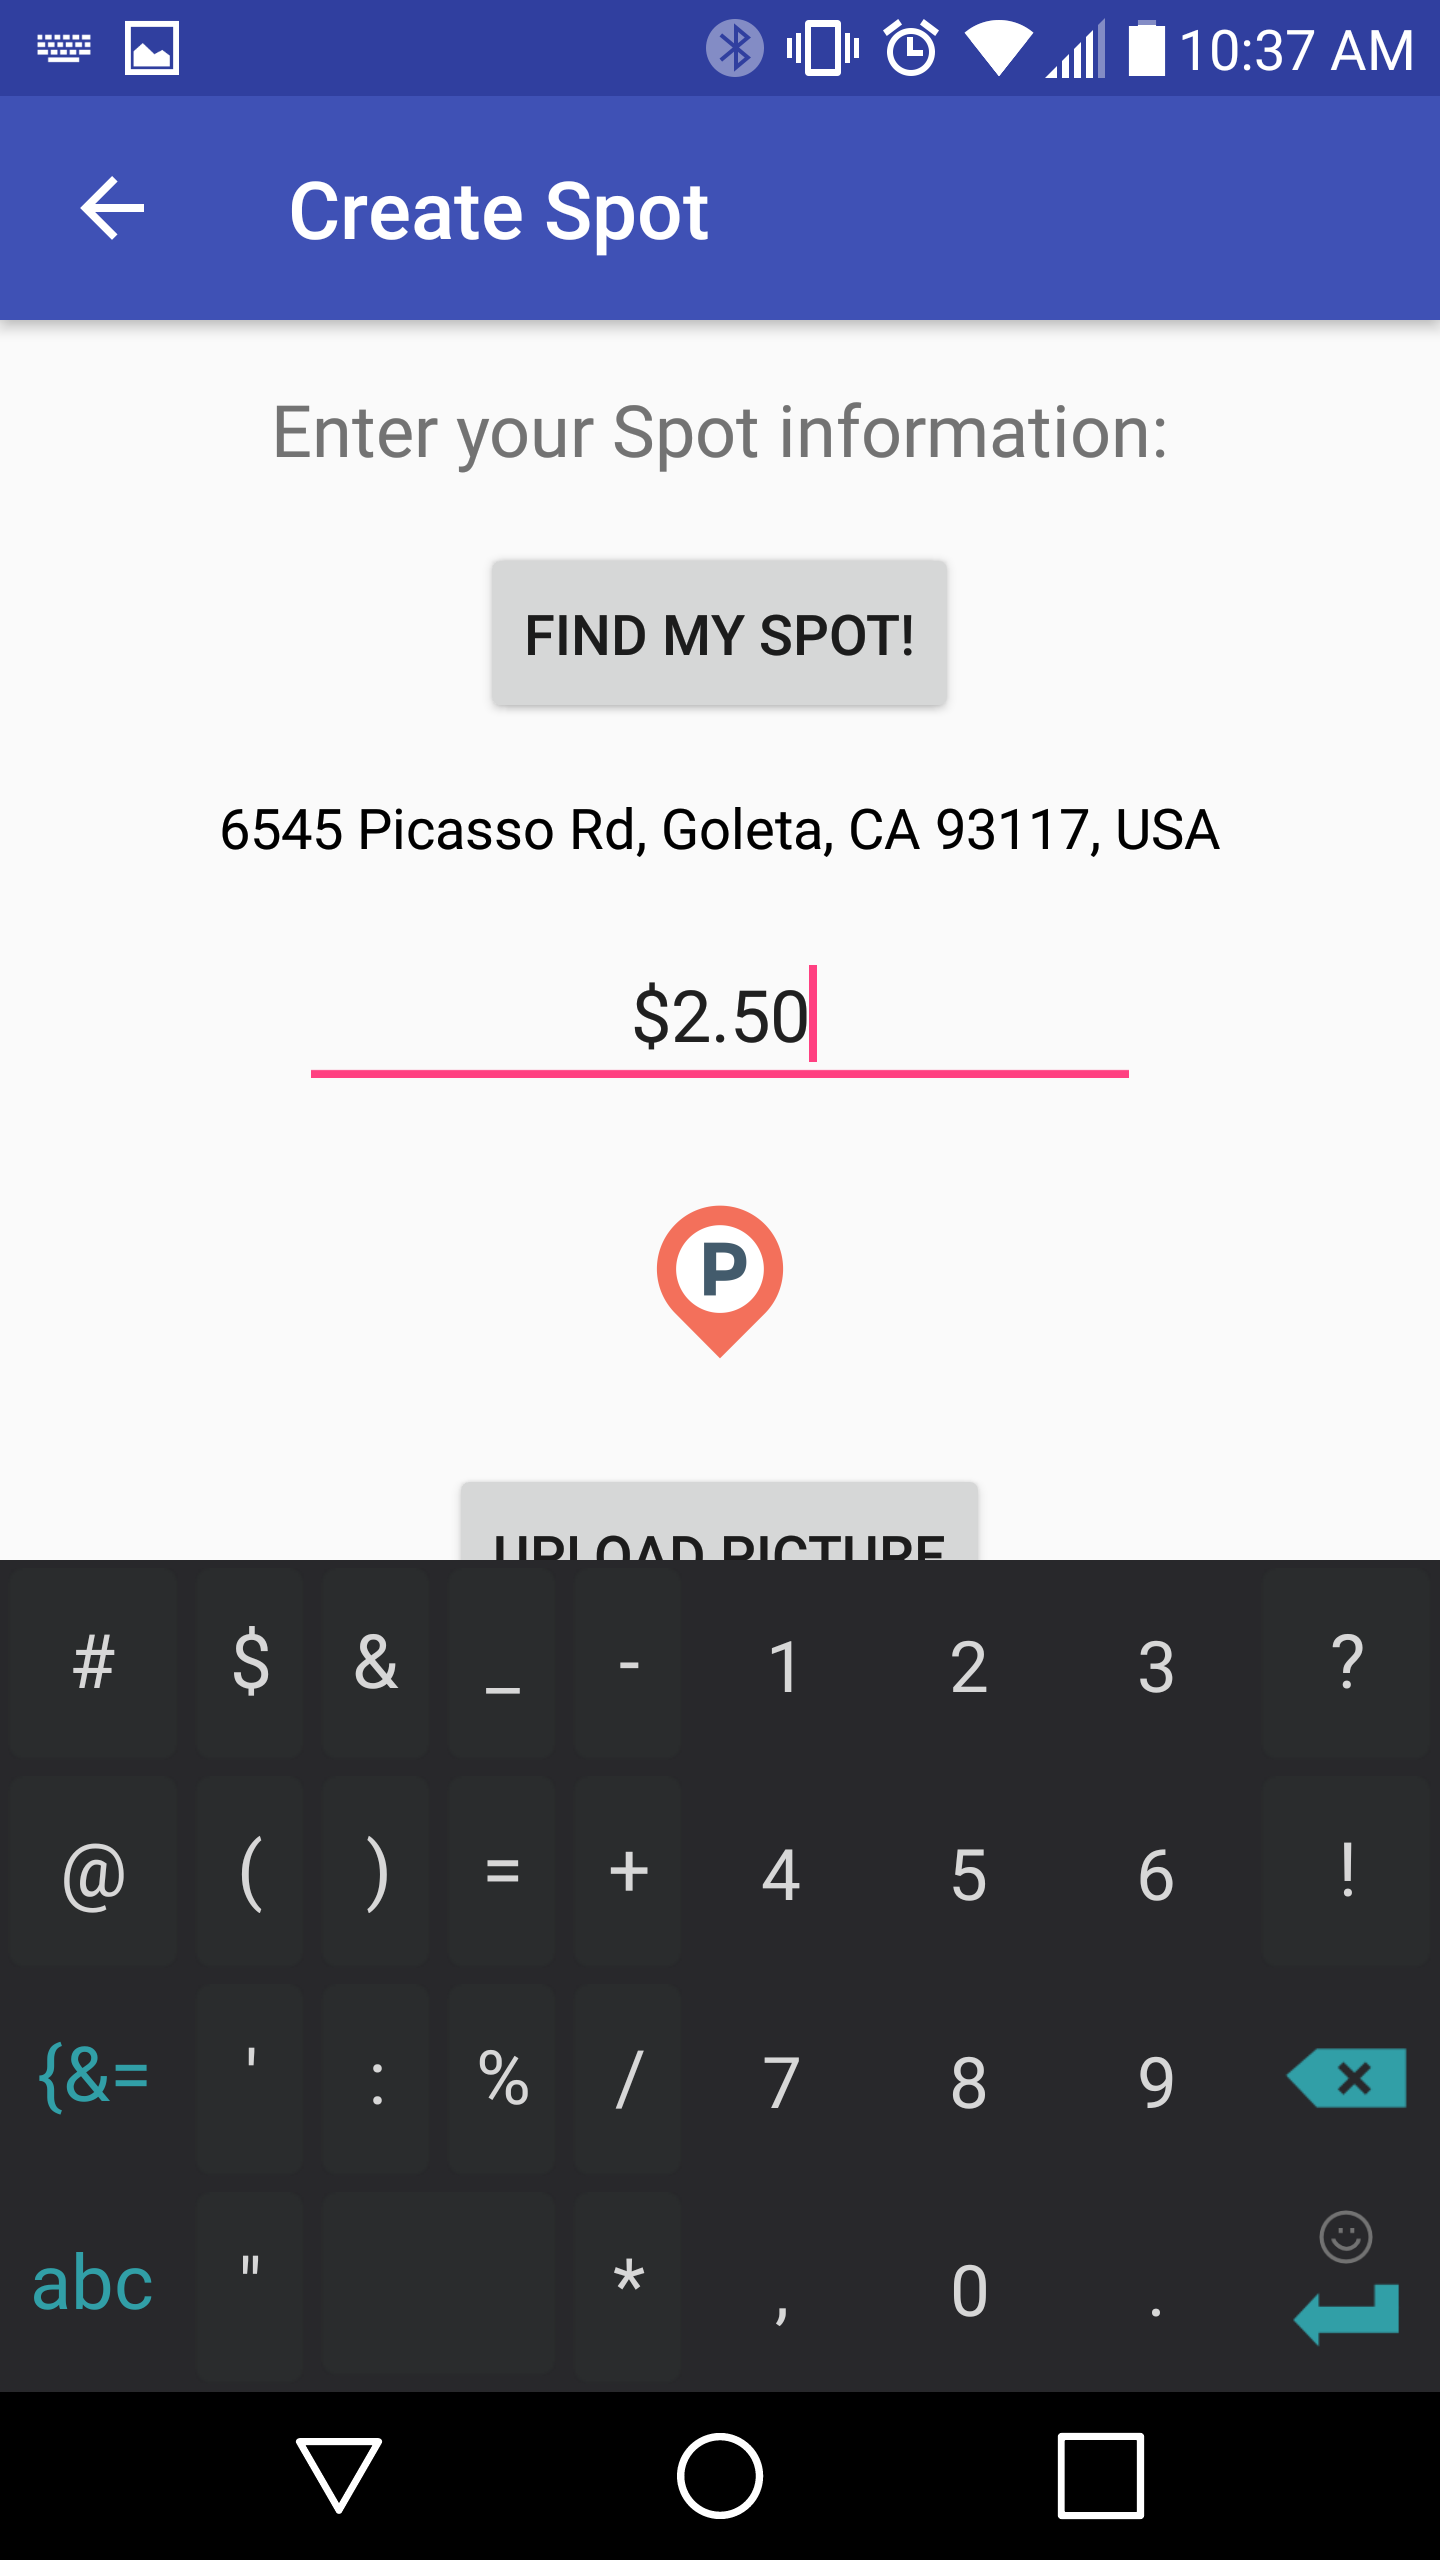 10:37 AM
Create Spot
Enter your Spot information:
FIND MY SPOT!
6545 Picasso Rd, Goleta, CA 93117, USA
$2.50
P
UPLOAD PICTURE
# $ & _ - 1 2 3 ?
@ ( ) = + 4 5 6 !
{&= ' : % / 7 8 9
abc " * , 0 .